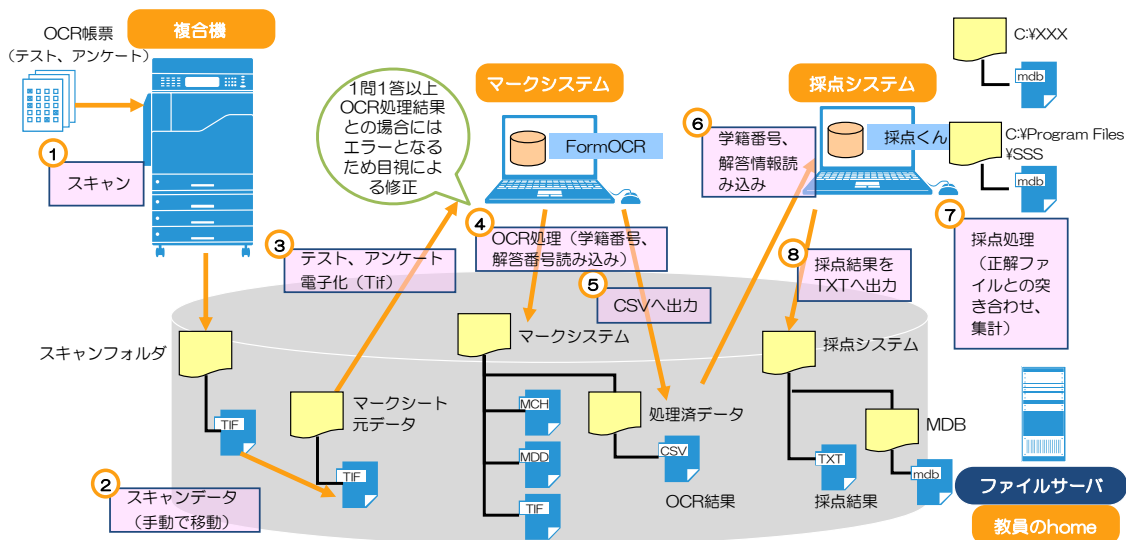 OCR帳票
(テスト、アンケート)
複合機
①
スキャン
1問1答以上
OCR処理結果
との場合には
エラーとなる
ため目視によ
る修正
マークシステム
FormOCR
採点システム
採点くん
C:¥XXX
mdb
C:¥Program Files
¥SSS
mdb
⑥
学籍番号、
解答情報読
み込み
⑦
採点処理
(正解ファ
イルとの突
き合わせ、
集計)
③
テスト、アンケート
電子化(Tif)
④
OCR処理(学籍番号、
解答番号読み込み)
⑤
CSVへ出力
⑧
採点結果を
TXTへ出力
スキャンフォルダ
TIF
マークシート
元データ
TIF
②
スキャンデータ
(手動で移動)
マークシステム
MCH
MDD
TIF
処理済データ
CSV
OCR結果
採点システム
TXT
採点結果
MDB
mdb
ファイルサーバ
教員のhome